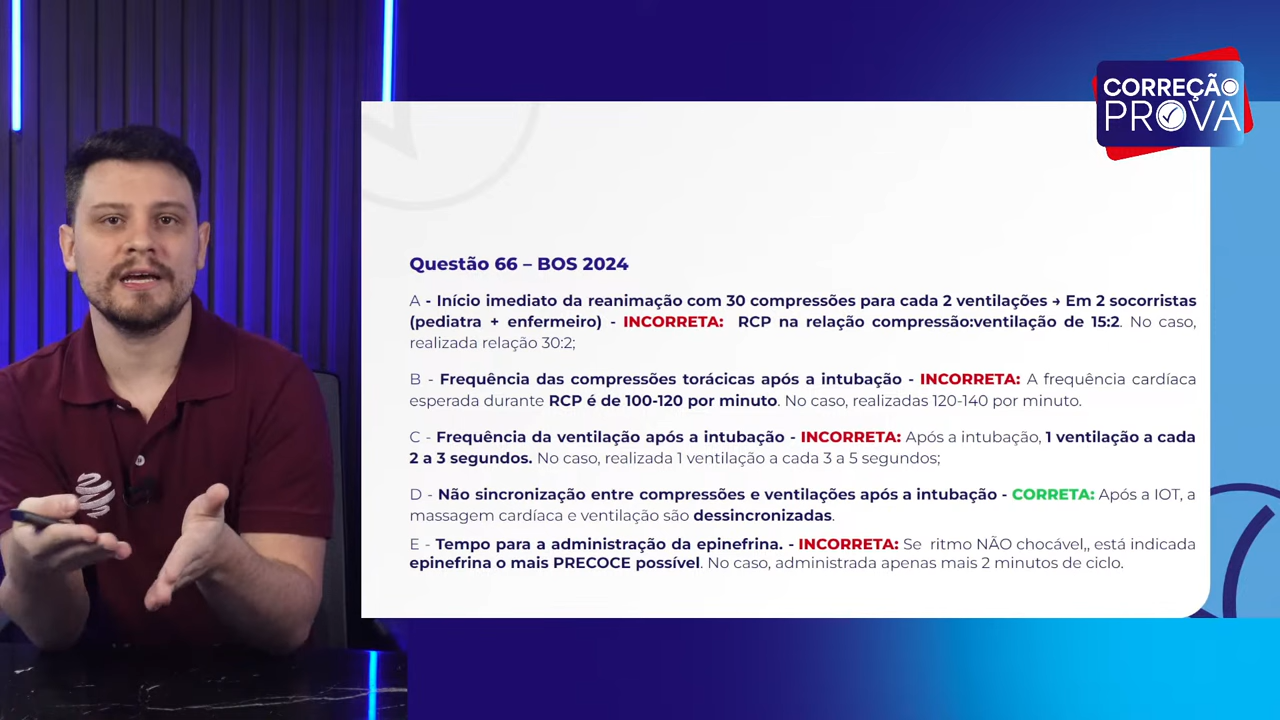 CORREÇÃO
PROVA
Questão 66 – BOS 2024
A - Início imediato da reanimação com 30 compressões para cada 2 ventilações → Em 2 socorristas
(pediatra + enfermeiro) - INCORRETA: RCP na relação compressão:ventilação de 15:2. No caso,
realizada relação 30:2;
B - Frequência das compressões torácicas após a intubação - INCORRETA: A frequência cardíaca
esperada durante RCP é de 100-120 por minuto. No caso, realizadas 120-140 por minuto.
C - Frequência da ventilação após a intubação - INCORRETA: Após a intubação, 1 ventilação a cada
2 a 3 segundos. No caso, realizada 1 ventilação a cada 3 a 5 segundos;
D - Não sincronização entre compressões e ventilações após a intubação - CORRETA: Após a IOT, a
massagem cardíaca e ventilação são dessincronizadas.
E - Tempo para a administração da epinefrina. - INCORRETA: Se ritmo NÃO chocável,, está indicada
epinefrina o mais PRECOCE possível. No caso, administrada apenas mais 2 minutos de ciclo.